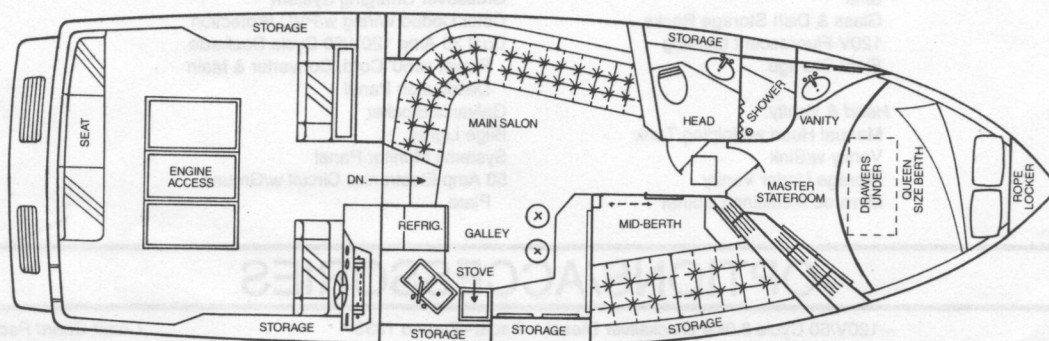 STORAGE
STORAGE
SEAT
MAIN SALON
HEAD
SHOWER
VANITY
ENGINE
ACCESS
DN.
MASTER
STATEROOM
DRAWERS
UNDER
QUEEN
SIZE BERTH
ROPE
LOCKER
REFRIG.
GALLEY
MID-BERTH
STOVE
STORAGE
STORAGE
STORAGE
STORAGE